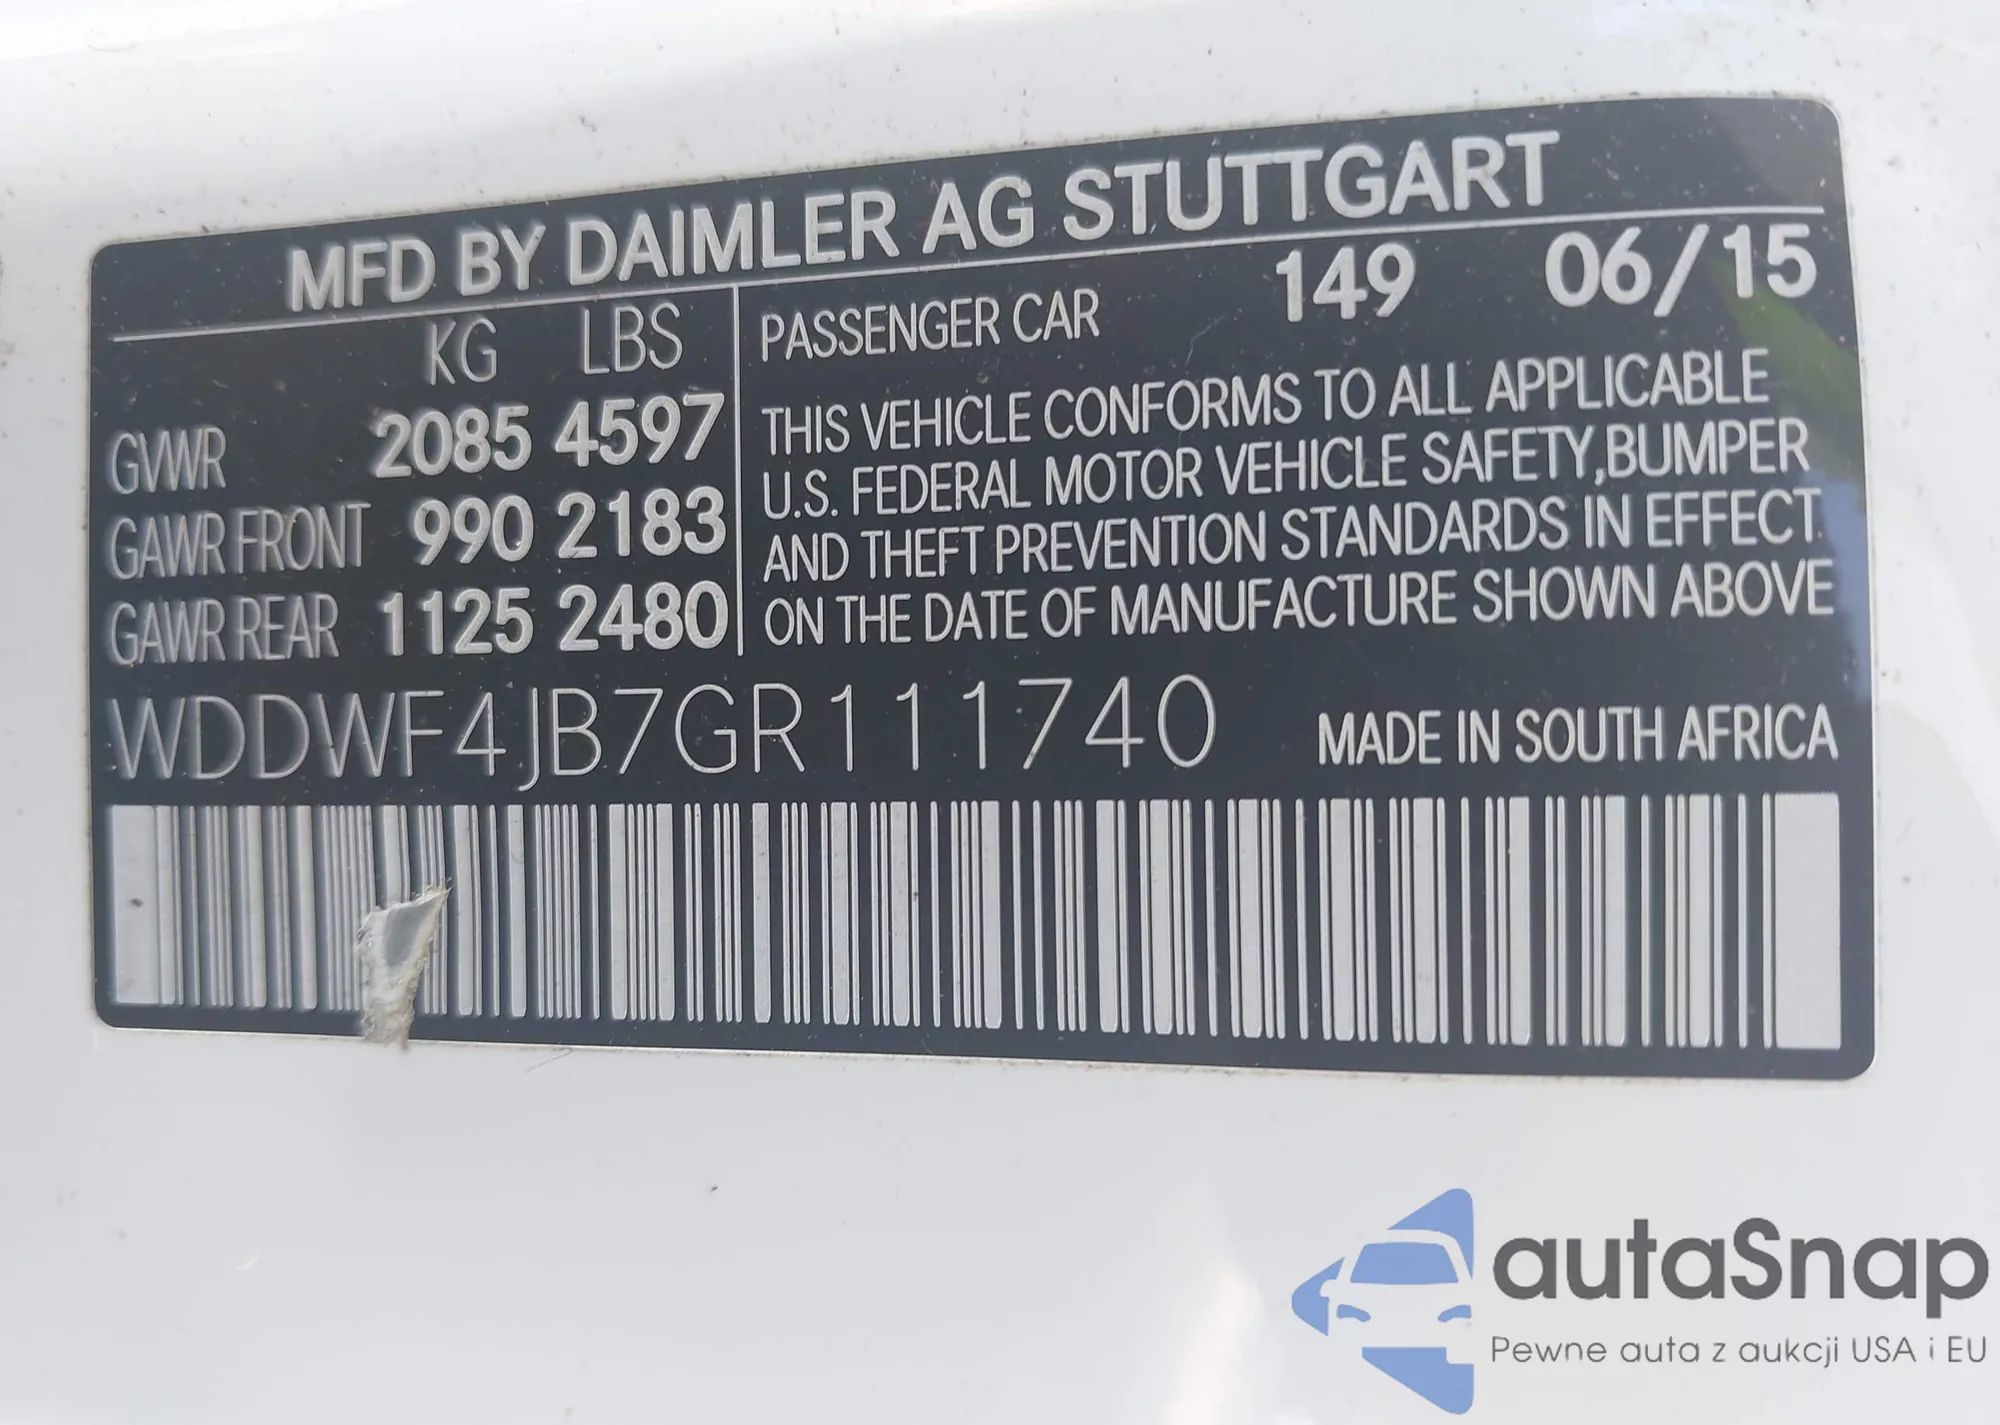 MFD BY DAIMLER AG STUTTGART
KG LBS
GVWR 2085 4597
GAWR FRONT 990 2183
GAWR REAR 1125 2480
PASSENGER CAR 149 06/15
THIS VEHICLE CONFORMS TO ALL APPLICABLE
U.S. FEDERAL MOTOR VEHICLE SAFETY,BUMPER
AND THEFT PREVENTION STANDARDS IN EFFECT
ON THE DATE OF MANUFACTURE SHOWN ABOVE
WDDWF4JB7GR111740 MADE IN SOUTH AFRICA
autaSnap
Pewne auta z aukcji USA i EU